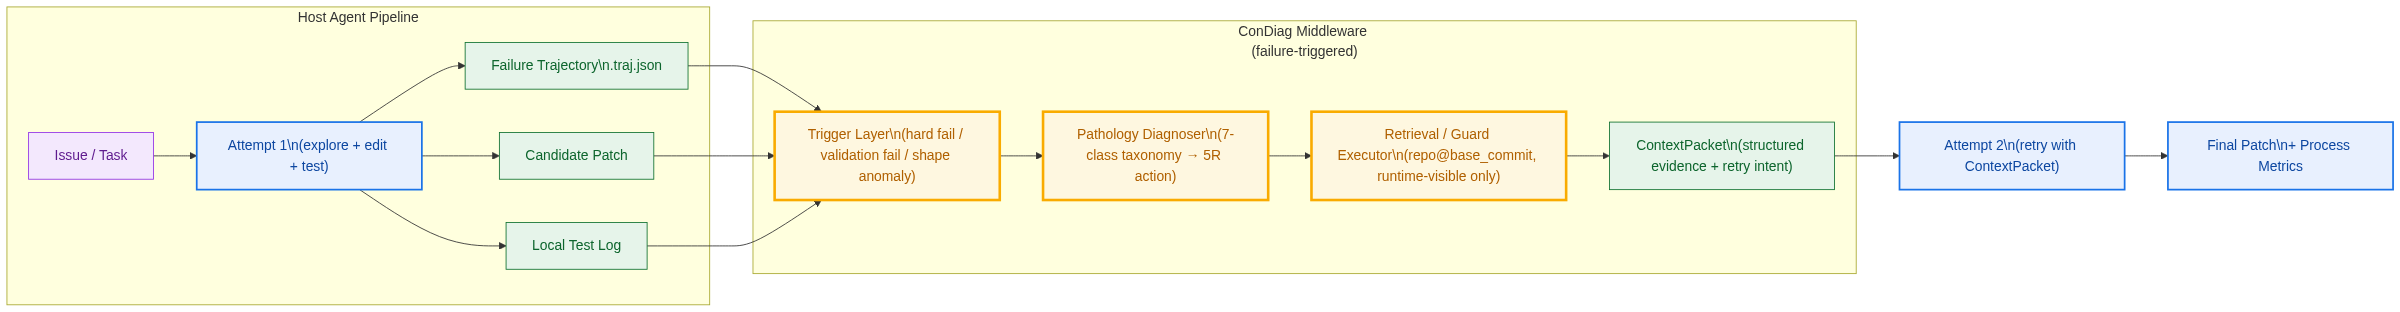 Host Agent Pipeline
Issue / Task
Attempt 1\n(explore + edit
+ test)
Failure Trajectory\n.traj.json
Candidate Patch
Local Test Log
ConDiag Middleware
(failure-triggered)
Trigger Layer\n(hard fail /
validation fail / shape
anomaly)
Pathology Diagnoser\n(7-
class taxonomy → 5R
action)
Retrieval / Guard
Executor\n(repo@base_commit,
runtime-visible only)
ContextPacket\n(structured
evidence + retry intent)
Attempt 2\n(retry with
ContextPacket)
Final Patch\n+ Process
Metrics